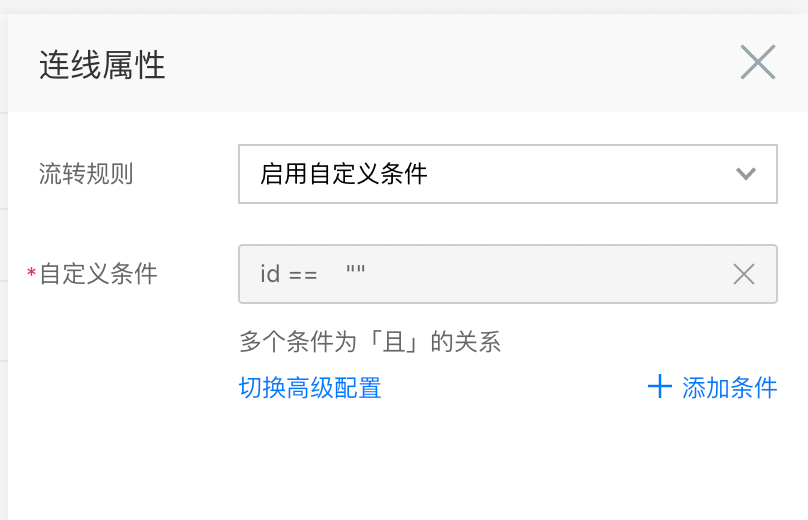 连线属性
流转规则
启用自定义条件
*自定义条件
id == ""
多个条件为「且」的关系
切换高级配置
添加条件